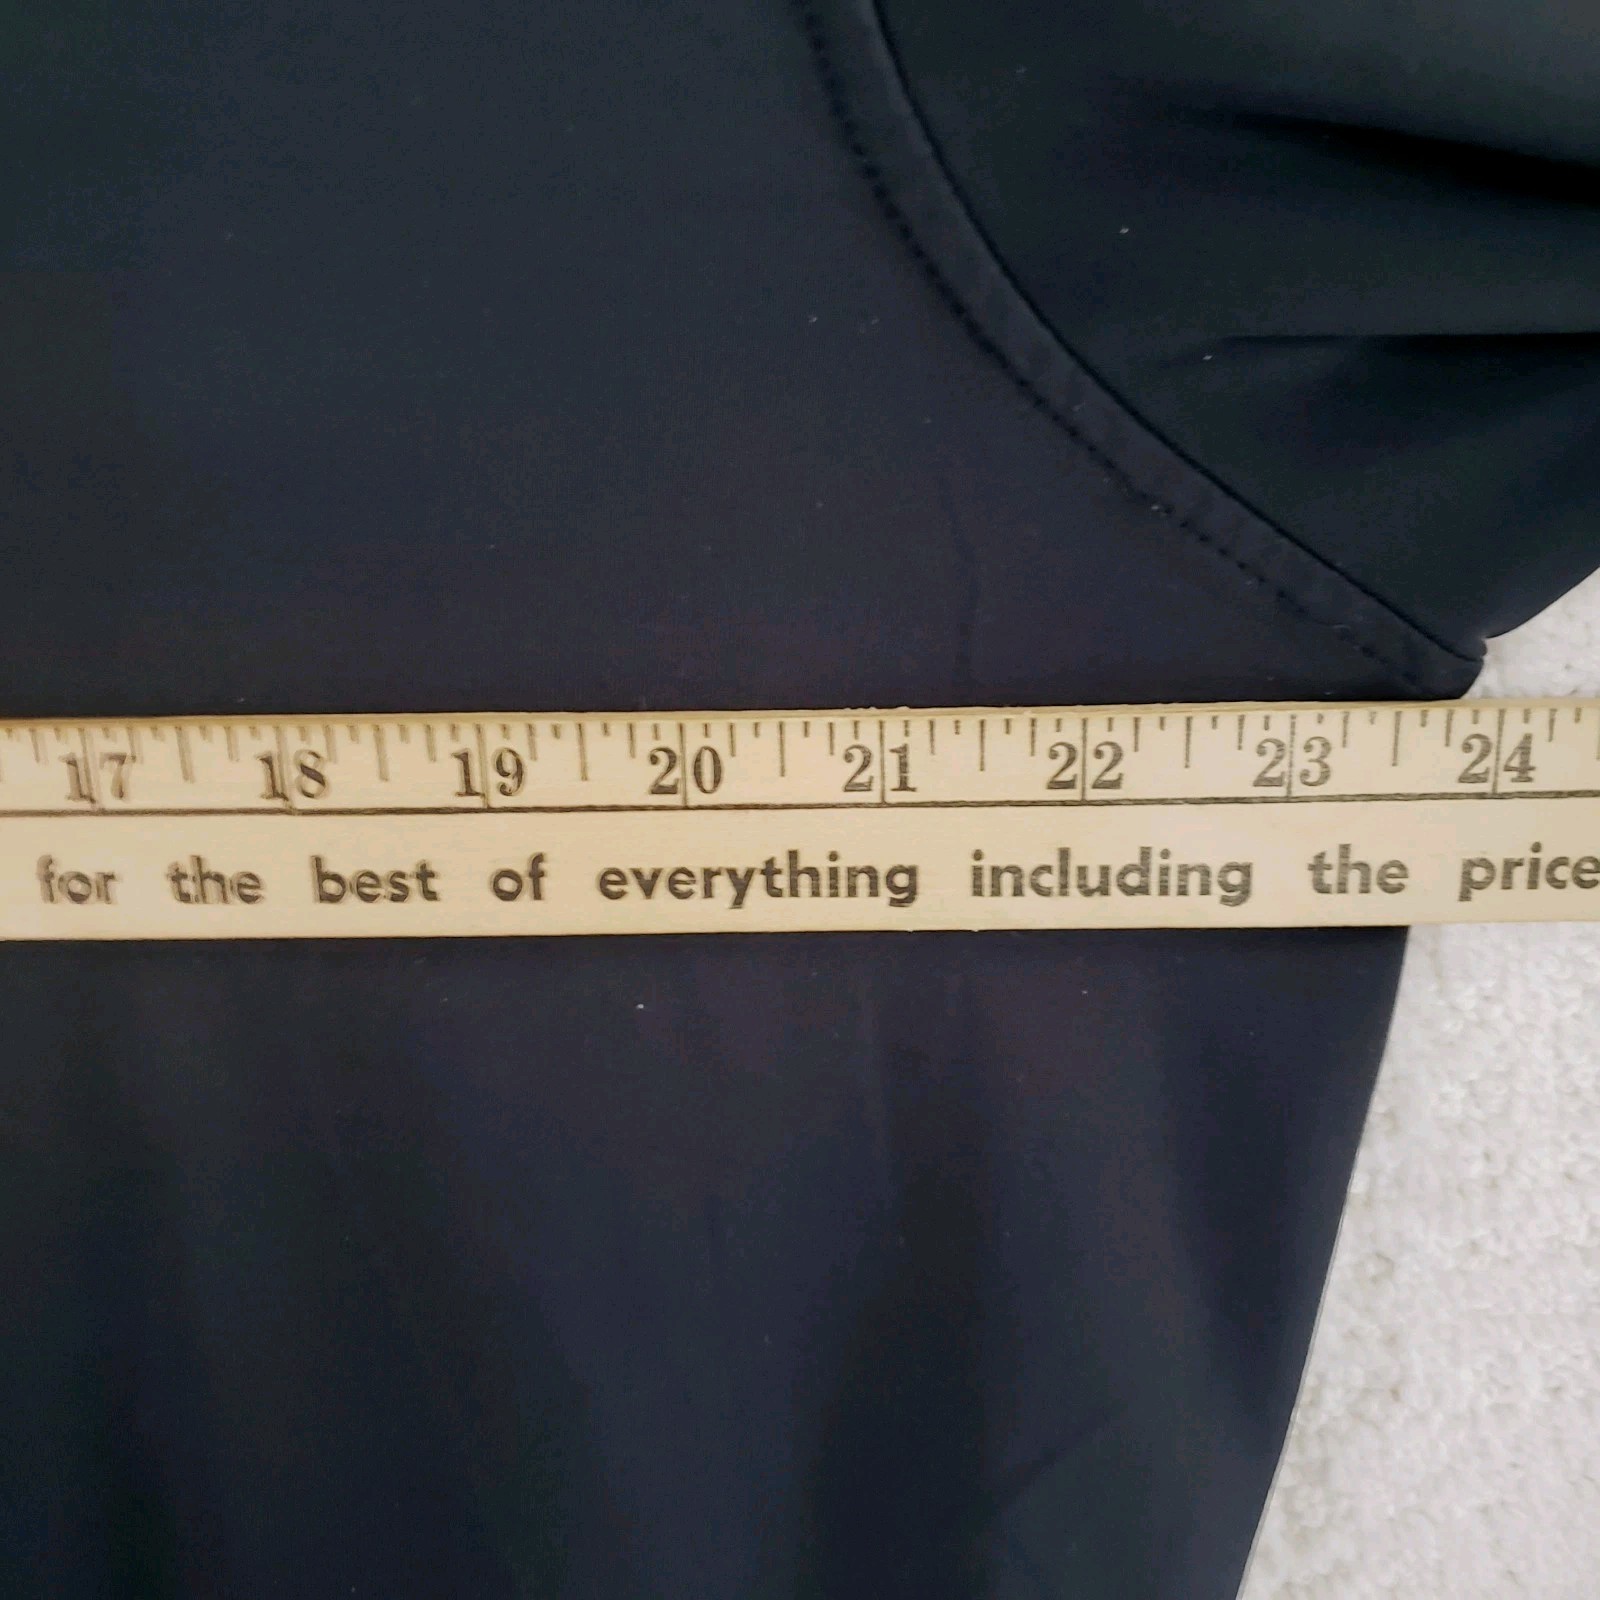 17 18 19 20 21 22 23 24
for the best of everything including the price